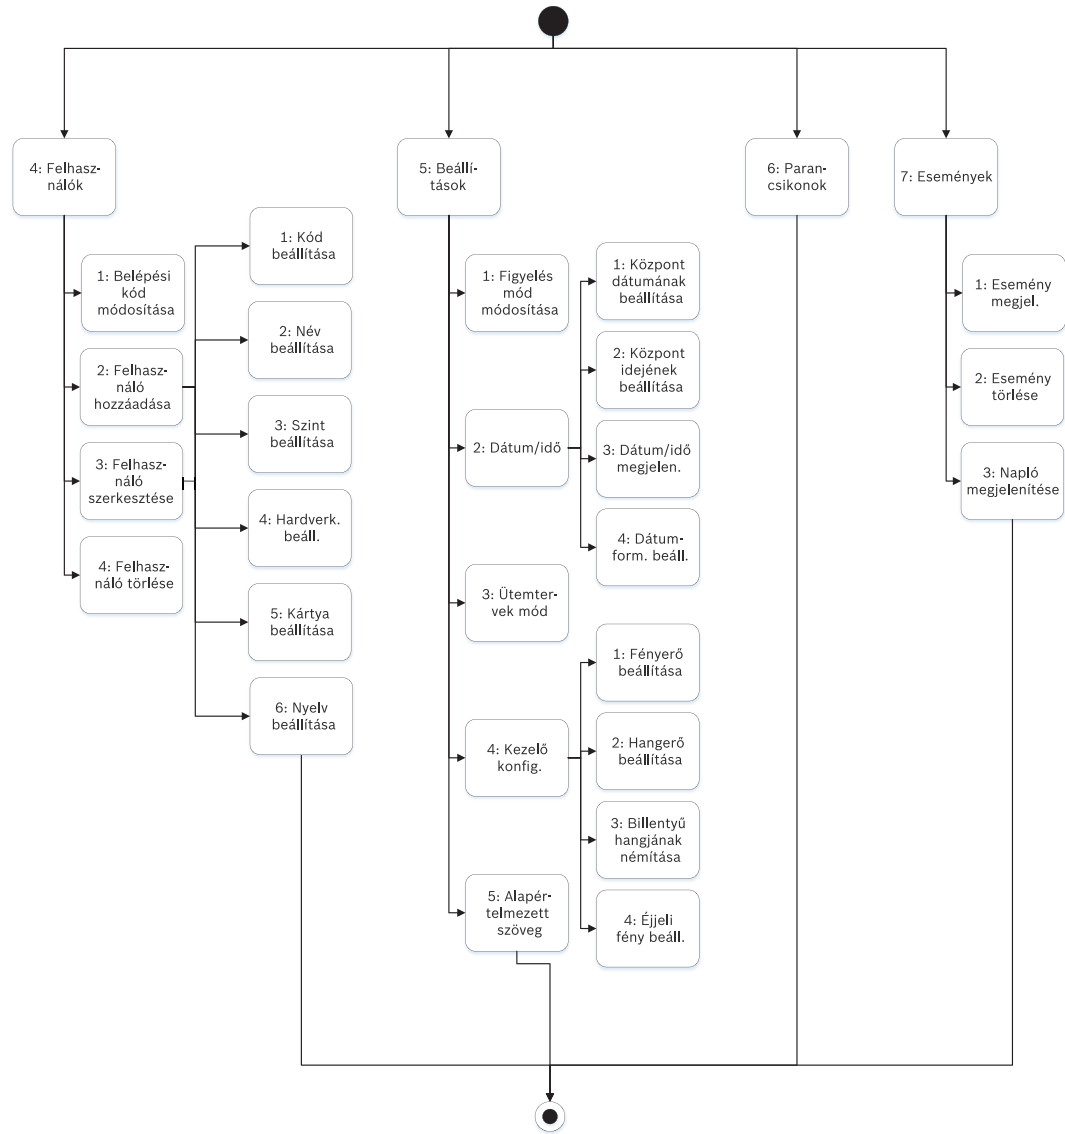 4: Felhasz-
nálók
1: Belépési
kód
módosítása
2: Felhasz-
náló
hozzáadása
3: Felhasz-
náló
szerkesztése
4: Felhasz-
náló törlése
1: Kód
beállítása
2: Név
beállítása
3: Szint
beállítása
4: Hardverk.
beáll.
5: Kártya
beállítása
6: Nyelv
beállítása
5: Beállí-
tások
1: Figyelés
mód
módosítása
2: Dátum/idő
3: Ütemter-
vek mód
4: Kezelő
konfig.
5: Alapér-
telmezett
szöveg
1: Központ
dátumának
beállítása
2: Központ
idejének
beállítása
3: Dátum/idő
megjelen.
4: Dátum-
form. beáll.
1: Fényerő
beállítása
2: Hangerő
beállítása
3: Billentyű
hangjának
némítása
4: Éjjeli
fény beáll.
6: Paran-
csikonok
7: Események
1: Esemény
megjel.
2: Esemény
törlése
3: Napló
megjelenítése